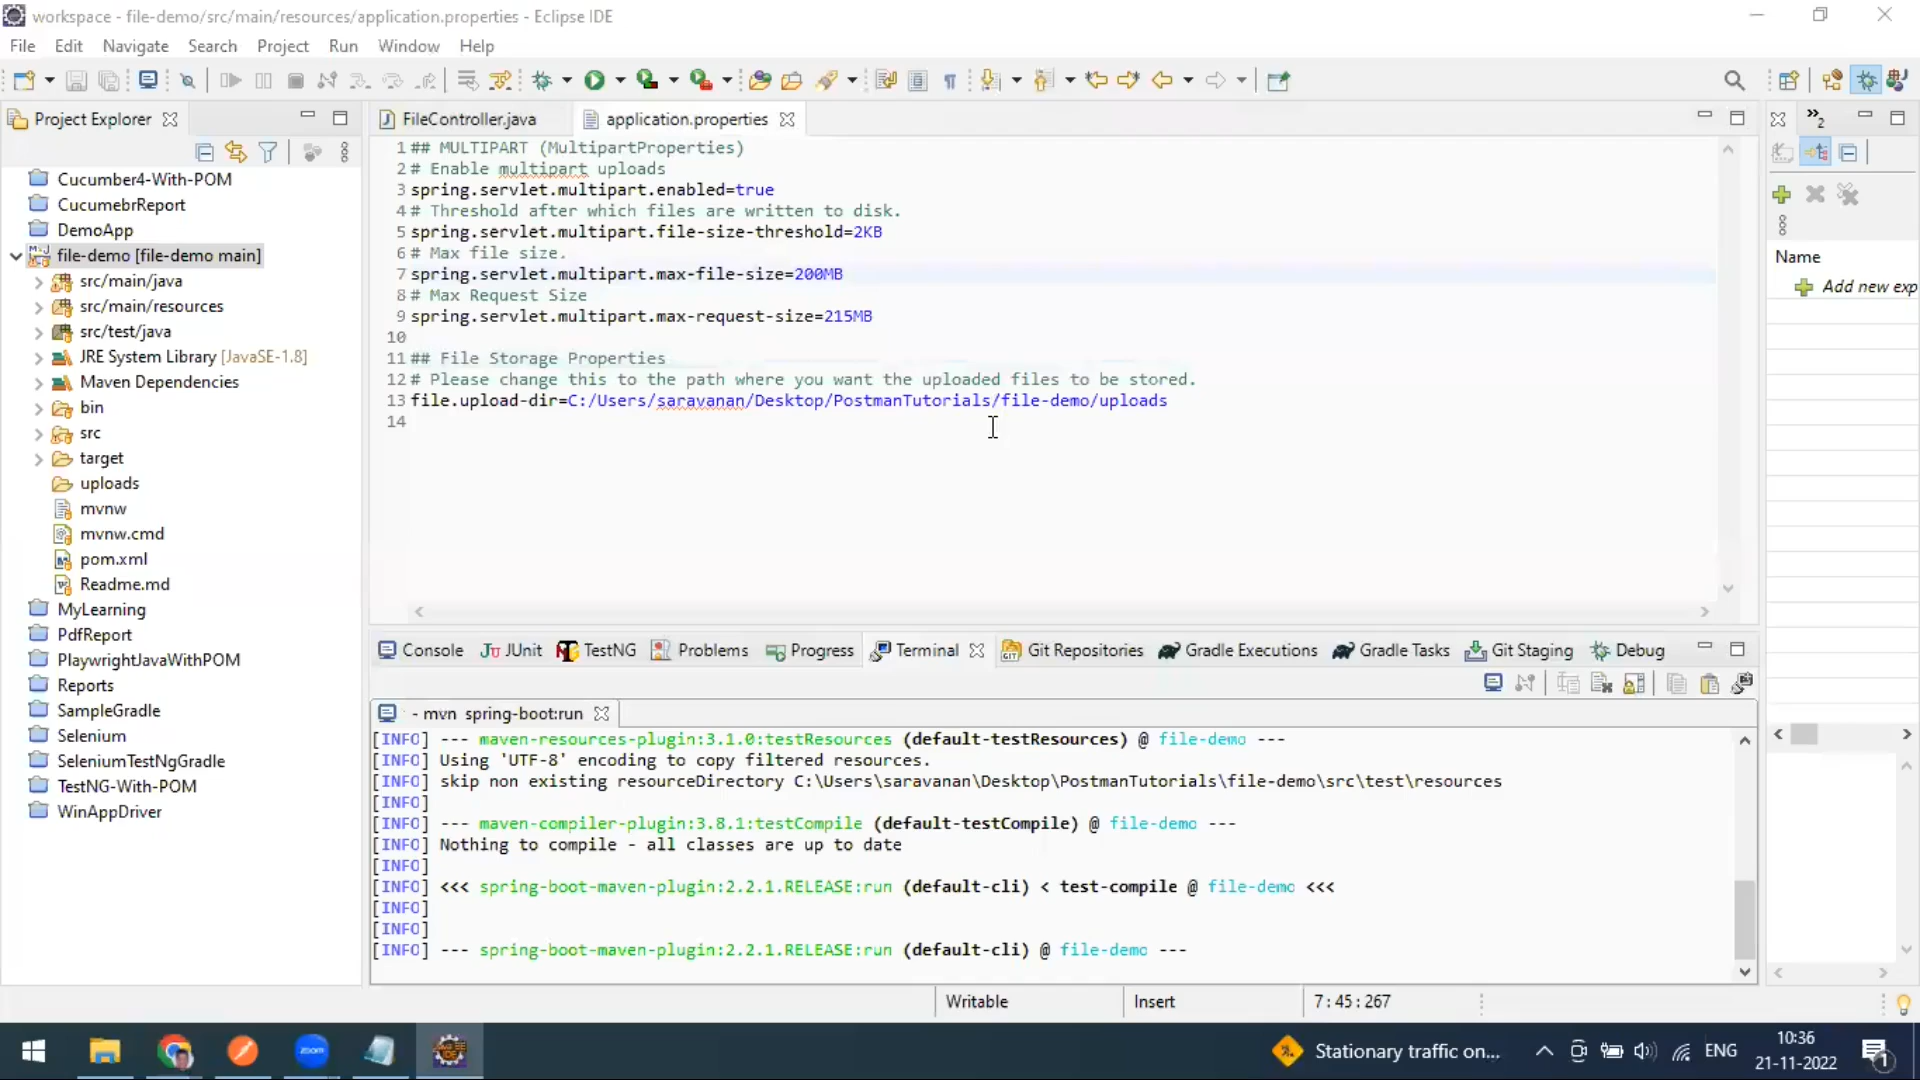 workspace - file-demo/src/main/resources/application.properties - Eclipse IDE
File Edit Navigate Search Project Run Window Help
Project Explorer
Cucumber4-With-POM
CucumebrReport
DemoApp
file-demo [file-demo main]
src/main/java
src/main/resources
src/test/java
JRE System Library [JavaSE-1.8]
Maven Dependencies
bin
src
target
uploads
mvnw
mvnw.cmd
pom.xml
Readme.md
MyLearning
PdfReport
PlaywrightJavaWithPOM
Reports
SampleGradle
Selenium
SeleniumTestNgGradle
TestNG-With-POM
WinAppDriver
FileController.java application.properties
1 ## MULTIPART (MultipartProperties)
2 # Enable multipart uploads
3 spring.servlet.multipart.enabled=true
4 # Threshold after which files are written to disk.
5 spring.servlet.multipart.file-size-threshold=2KB
6 # Max file size.
7 spring.servlet.multipart.max-file-size=200MB
8 # Max Request Size
9 spring.servlet.multipart.max-request-size=215MB
10
11 ## File Storage Properties
12 # Please change this to the path where you want the uploaded files to be stored.
13 file.upload-dir=C:/Users/saravanan/Desktop/PostmanTutorials/file-demo/uploads
14
2
Name
Add new exp
Console JUnit TestNG Problems Progress Terminal Git Repositories Gradle Executions Gradle Tasks Git Staging Debug
- mvn spring-boot:run
[INFO] --- maven-resources-plugin:3.1.0:testResources (default-testResources) @ file-demo ---
[INFO] Using 'UTF-8' encoding to copy filtered resources.
[INFO] skip non existing resourceDirectory C:\Users\saravanan\Desktop\PostmanTutorials\file-demo\src\test\resources
[INFO]
[INFO] --- maven-compiler-plugin:3.8.1:testCompile (default-testCompile) @ file-demo ---
[INFO] Nothing to compile - all classes are up to date
[INFO]
[INFO] <<< spring-boot-maven-plugin:2.2.1.RELEASE:run (default-cli) < test-compile @ file-demo <<<
[INFO]
[INFO]
[INFO] --- spring-boot-maven-plugin:2.2.1.RELEASE:run (default-cli) @ file-demo ---
Writable Insert 7 : 45 : 267
zoom
Stationary traffic on... ENG
10:36
21-11-2022
1